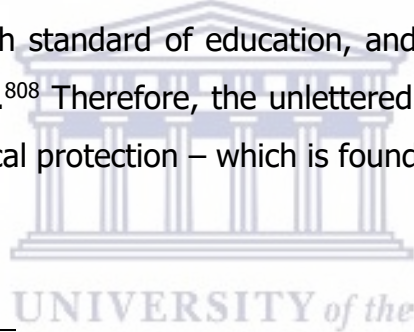 h standard of education, and
.808 Therefore, the unlettered
cal protection – which is found
UNIVERSITY of the